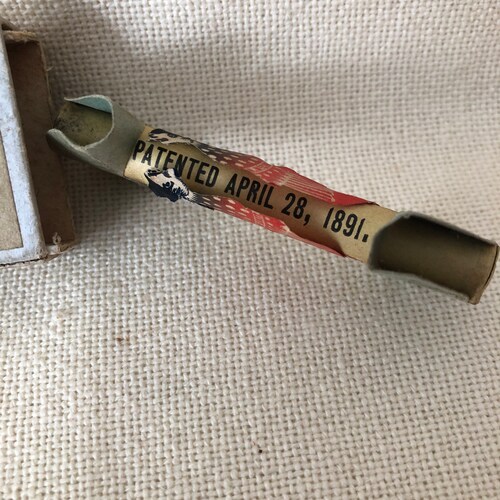 PATENTED APRIL 28, 1891.